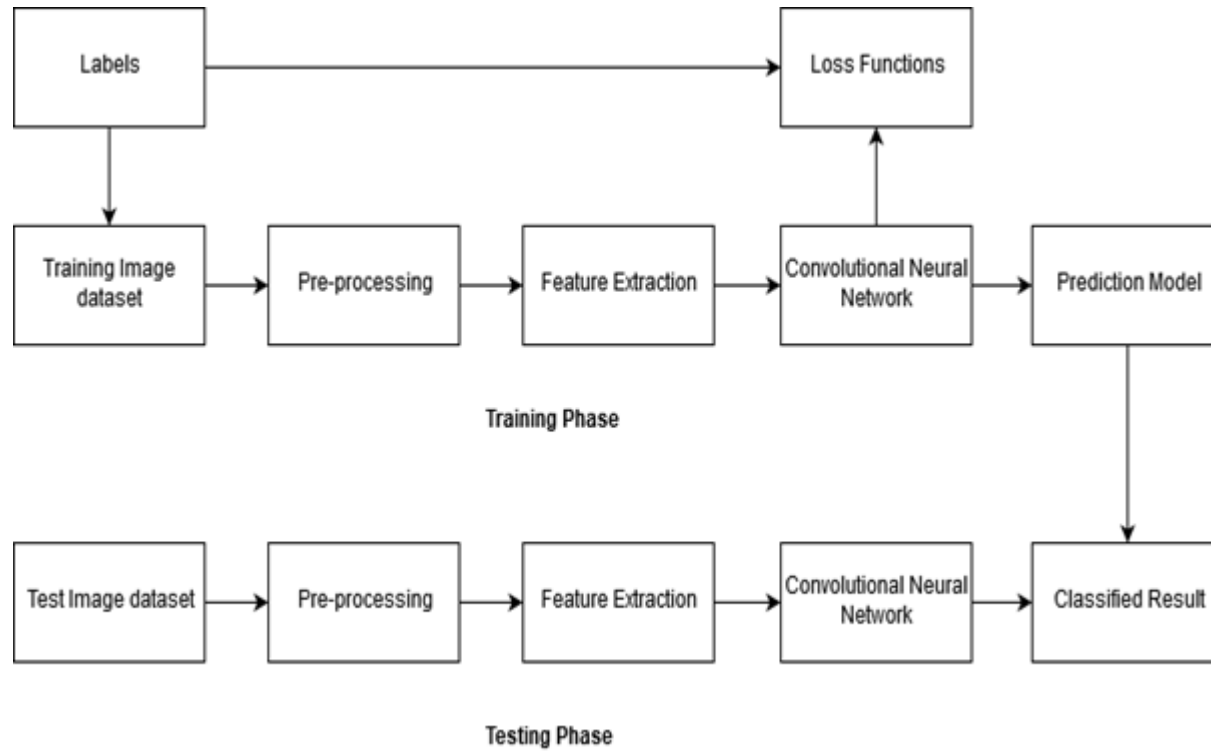 Labels
Loss Functions
Training Image
dataset
Pre-processing
Feature Extraction
Convolutional Neural
Network
Prediction Model
Training Phase
Test Image dataset
Pre-processing
Feature Extraction
Convolutional Neural
Network
Classified Result
Testing Phase